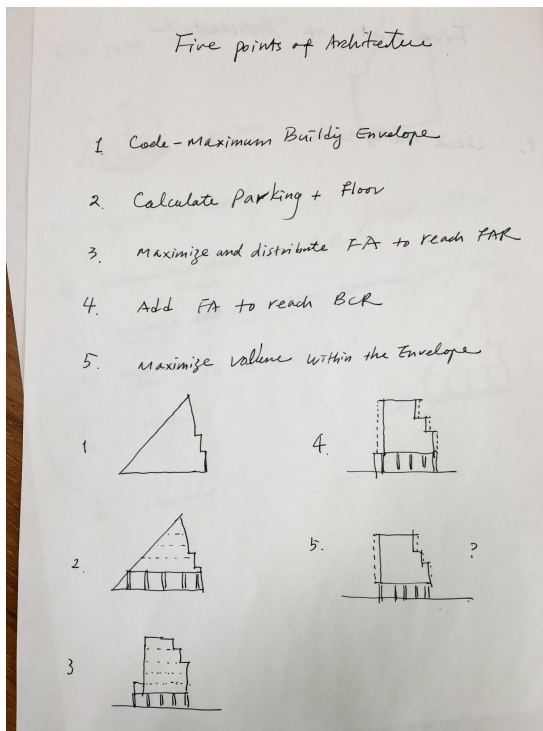 Five points of Architecture
1 Code-Maximum Building Envelope
2. Calculate Parking + Floor
3. Maximize and distribute FA to reach FAR
4. Add FA to reach BCR
5. Maximize volume within the Envelope
1
4.
2.
5.
?
3